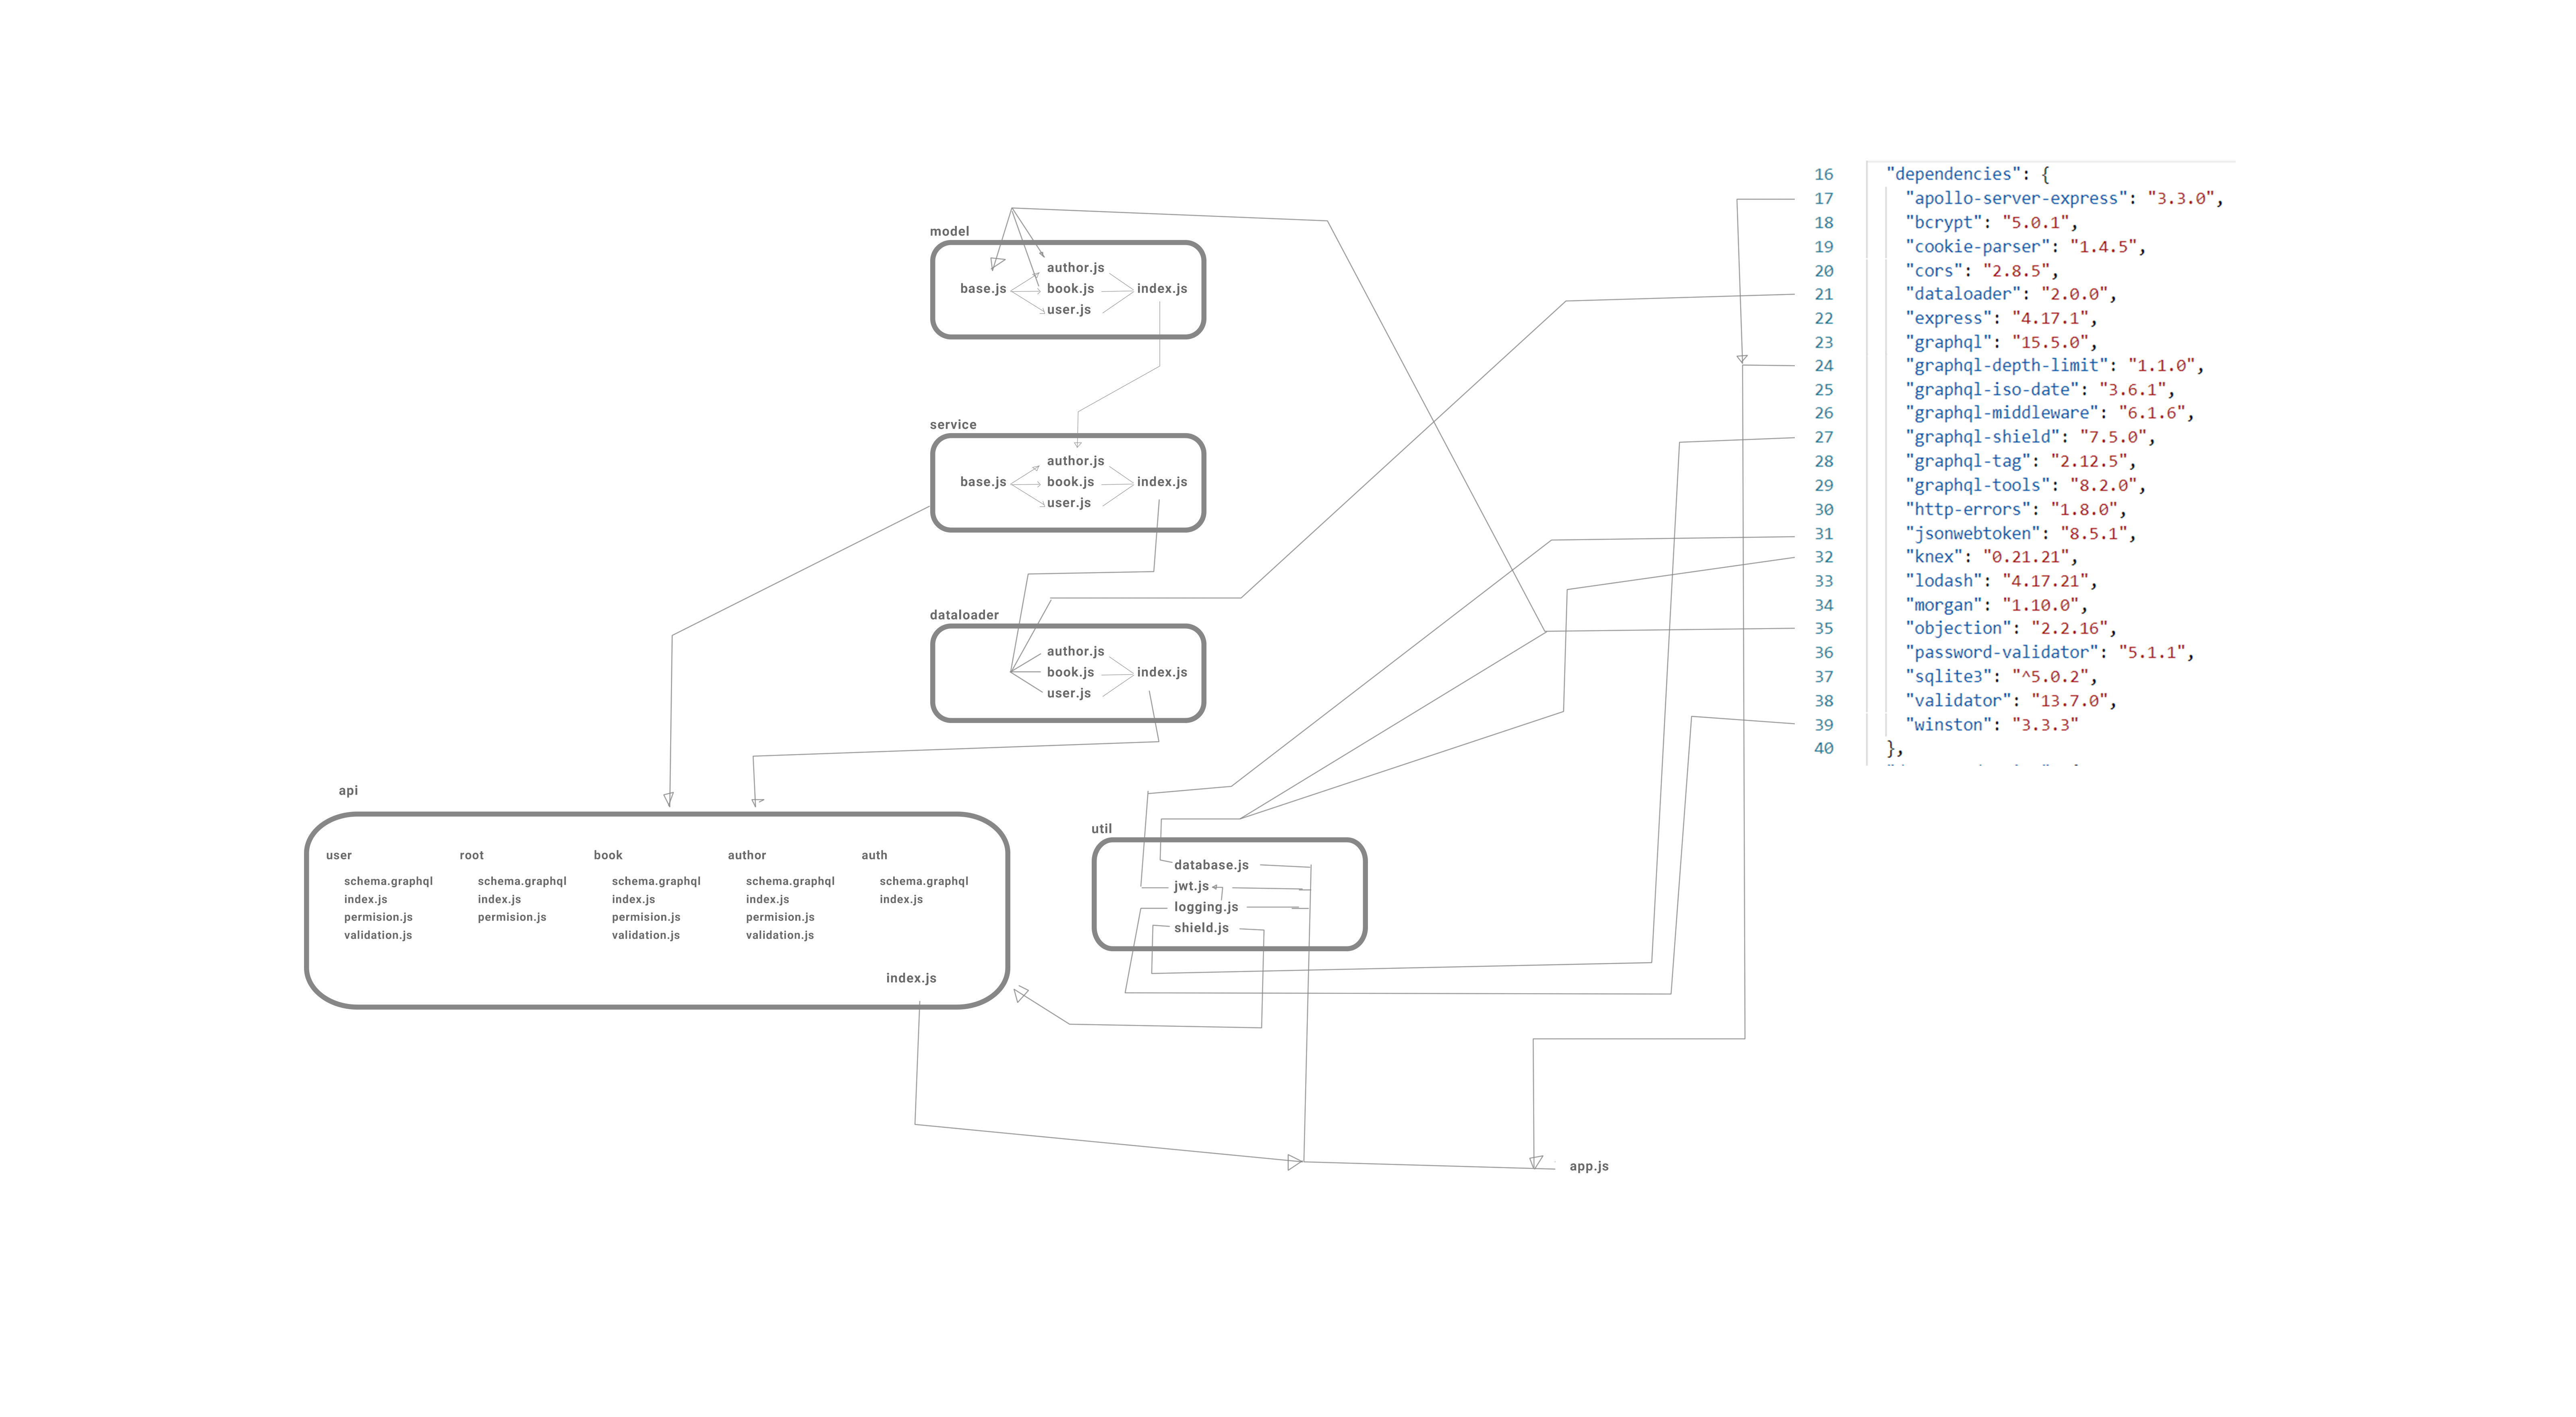 model
author.js
base.js
book.js
index.js
user.js
service
author.js
base.js
book.js
index.js
user.js
dataloader
author.js
book.js
index.js
user.js
api
user
schema.graphql
index.js
permision.js
validation.js
root
schema.graphql
index.js
permision.js
book
schema.graphql
index.js
permision.js
validation.js
author
schema.graphql
index.js
permision.js
validation.js
auth
schema.graphql
index.js
index.js
util
database.js
jwt.js
logging.js
shield.js
app.js
16 "dependencies": {
17 "apollo-server-express": "3.3.0",
18 "bcrypt": "5.0.1",
19 "cookie-parser": "1.4.5",
20 "cors": "2.8.5",
21 "dataloader": "2.0.0",
22 "express": "4.17.1",
23 "graphql": "15.5.0",
24 "graphql-depth-limit": "1.1.0",
25 "graphql-iso-date": "3.6.1",
26 "graphql-middleware": "6.1.6",
27 "graphql-shield": "7.5.0",
28 "graphql-tag": "2.12.5",
29 "graphql-tools": "8.2.0",
30 "http-errors": "1.8.0",
31 "jsonwebtoken": "8.5.1",
32 "knex": "0.21.21",
33 "lodash": "4.17.21",
34 "morgan": "1.10.0",
35 "objection": "2.2.16",
36 "password-validator": "5.1.1",
37 "sqlite3": "^5.0.2",
38 "validator": "13.7.0",
39 "winston": "3.3.3"
40 },